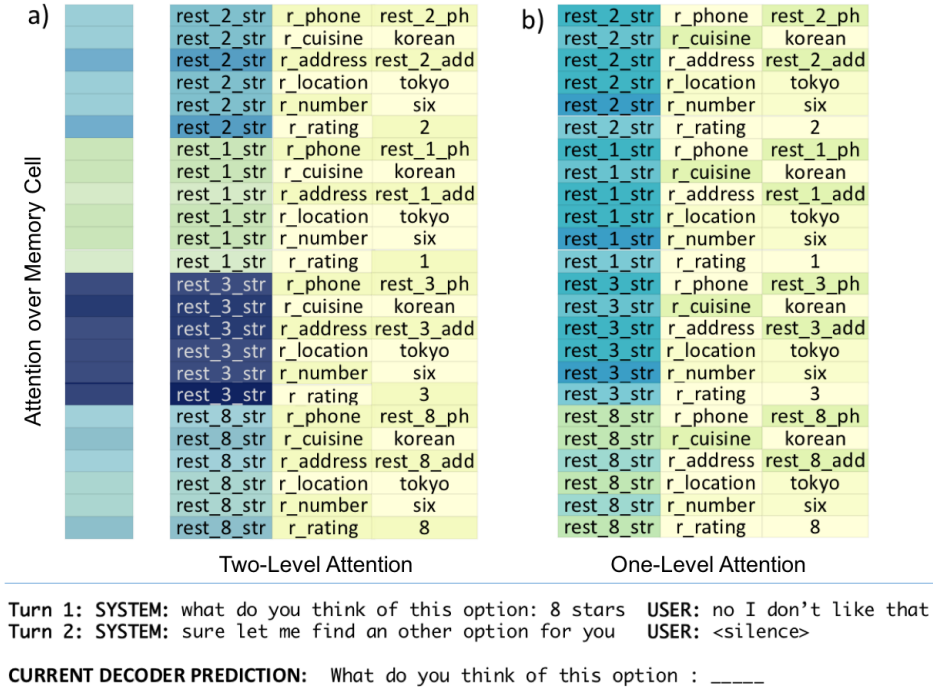 a)
b)
Attention over Memory Cell
rest_2_str r_phone rest_2_ph
rest_2_str r_cuisine korean
rest_2_str r_address rest_2_add
rest_2_str r_location tokyo
rest_2_str r_number six
rest_2_str r_rating 2
rest_1_str r_phone rest_1_ph
rest_1_str r_cuisine korean
rest_1_str r_address rest_1_add
rest_1_str r_location tokyo
rest_1_str r_number six
rest_1_str r_rating 1
rest_3_str r_phone rest_3_ph
rest_3_str r_cuisine korean
rest_3_str r_address rest_3_add
rest_3_str r_location tokyo
rest_3_str r_number six
rest_3_str r_rating 3
rest_8_str r_phone rest_8_ph
rest_8_str r_cuisine korean
rest_8_str r_address rest_8_add
rest_8_str r_location tokyo
rest_8_str r_number six
rest_8_str r_rating 8
Two-Level Attention
rest_2_str r_phone rest_2_ph
rest_2_str r_cuisine korean
rest_2_str r_address rest_2_add
rest_2_str r_location tokyo
rest_2_str r_number six
rest_2_str r_rating 2
rest_1_str r_phone rest_1_ph
rest_1_str r_cuisine korean
rest_1_str r_address rest_1_add
rest_1_str r_location tokyo
rest_1_str r_number six
rest_1_str r_rating 1
rest_3_str r_phone rest_3_ph
rest_3_str r_cuisine korean
rest_3_str r_address rest_3_add
rest_3_str r_location tokyo
rest_3_str r_number six
rest_3_str r_rating 3
rest_8_str r_phone rest_8_ph
rest_8_str r_cuisine korean
rest_8_str r_address rest_8_add
rest_8_str r_location tokyo
rest_8_str r_number six
rest_8_str r_rating 8
One-Level Attention
Turn 1: SYSTEM: what do you think of this option: 8 stars USER: no I don't like that
Turn 2: SYSTEM: sure let me find an other option for you USER: <silence>
CURRENT DECODER PREDICTION: What do you think of this option : _____